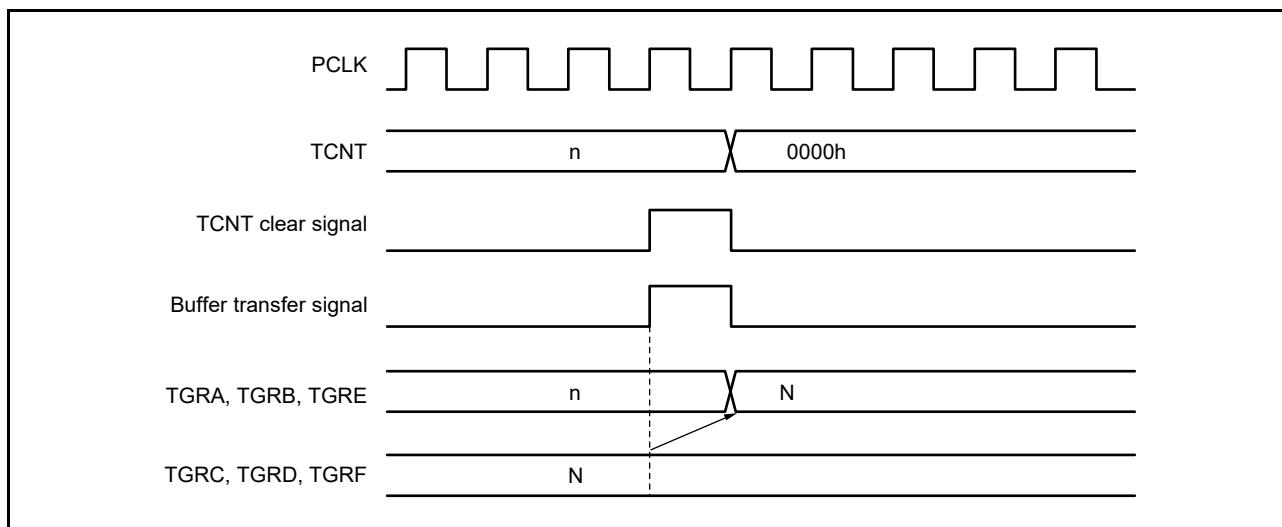 PCLK
TCNT n 0000h
TCNT clear signal
Buffer transfer signal
TGRA, TGRB, TGRE n N
TGRC, TGRD, TGRF N